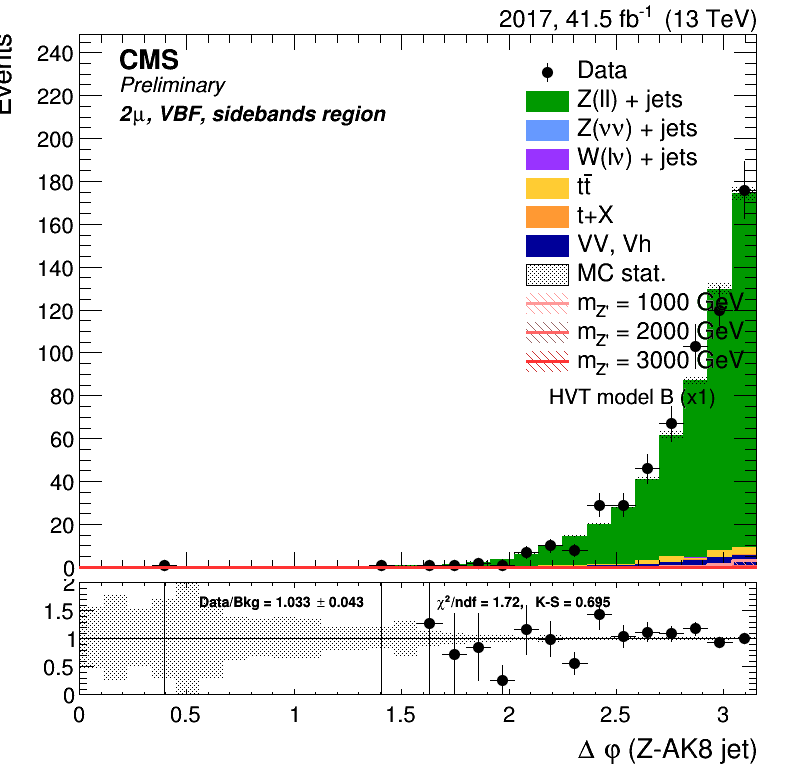 2017, 41.5 fb⁻¹ (13 TeV)
Events
CMS
Preliminary
2μ, VBF, sidebands region
Data
Z(ll) + jets
Z(νν) + jets
W(lν) + jets
tt̄
t+X
VV, Vh
MC stat.
m_Z' = 1000 GeV
m_Z' = 2000 GeV
m_Z' = 3000 GeV
HVT model B (x1)
240
220
200
180
160
140
120
100
80
60
40
20
0
Data/Bkg = 1.033 ± 0.043
χ²/ndf = 1.72, K-S = 0.695
2
1.5
1
0.5
0
0 0.5 1 1.5 2 2.5 3
Δ φ (Z-AK8 jet)